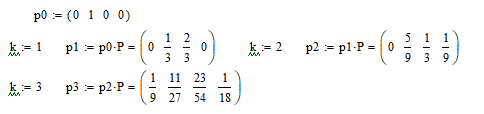 p0 := (0 1 0 0)
k := 1 p1 := p0·P = (0 1/3 2/3 0) k := 2 p2 := p1·P = (0 5/9 1/3 1/9)
k := 3 p3 := p2·P = (1/9 11/27 23/54 1/18)